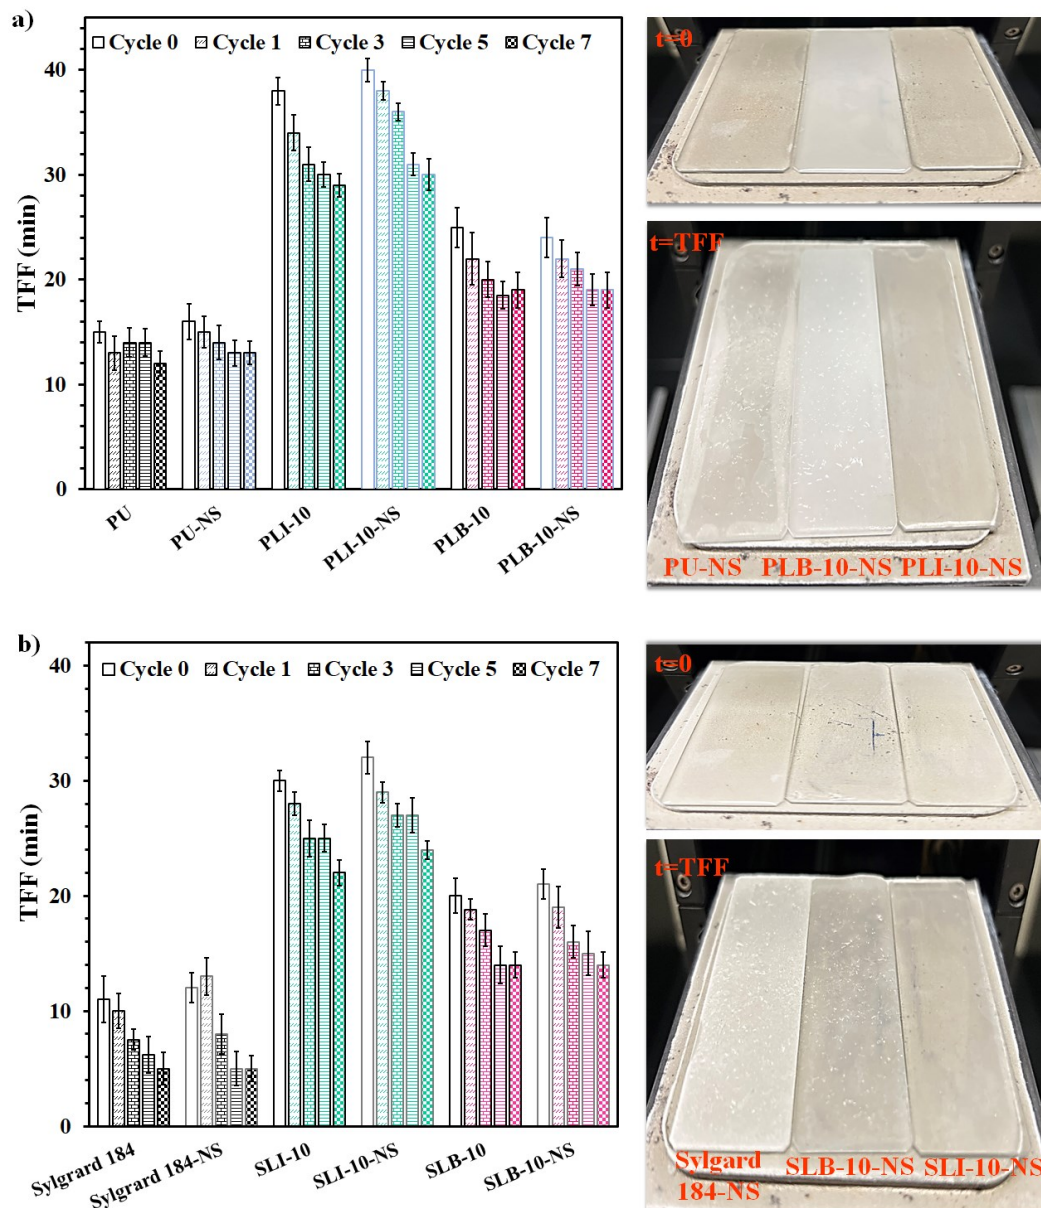 a)
Cycle 0 Cycle 1 Cycle 3 Cycle 5 Cycle 7
40
30
20
10
0
TFF (min)
PU
PU-NS
PLI-10
PLI-10-NS
PLB-10
PLB-10-NS
t=0
t=TFF
PU-NS PLB-10-NS PLI-10-NS
b)
Cycle 0 Cycle 1 Cycle 3 Cycle 5 Cycle 7
40
30
20
10
0
TFF (min)
Sylgrard 184
Sylgrard 184-NS
SLI-10
SLI-10-NS
SLB-10
SLB-10-NS
t=0
t=TFF
Sylgard SLB-10-NS SLI-10-NS
184-NS